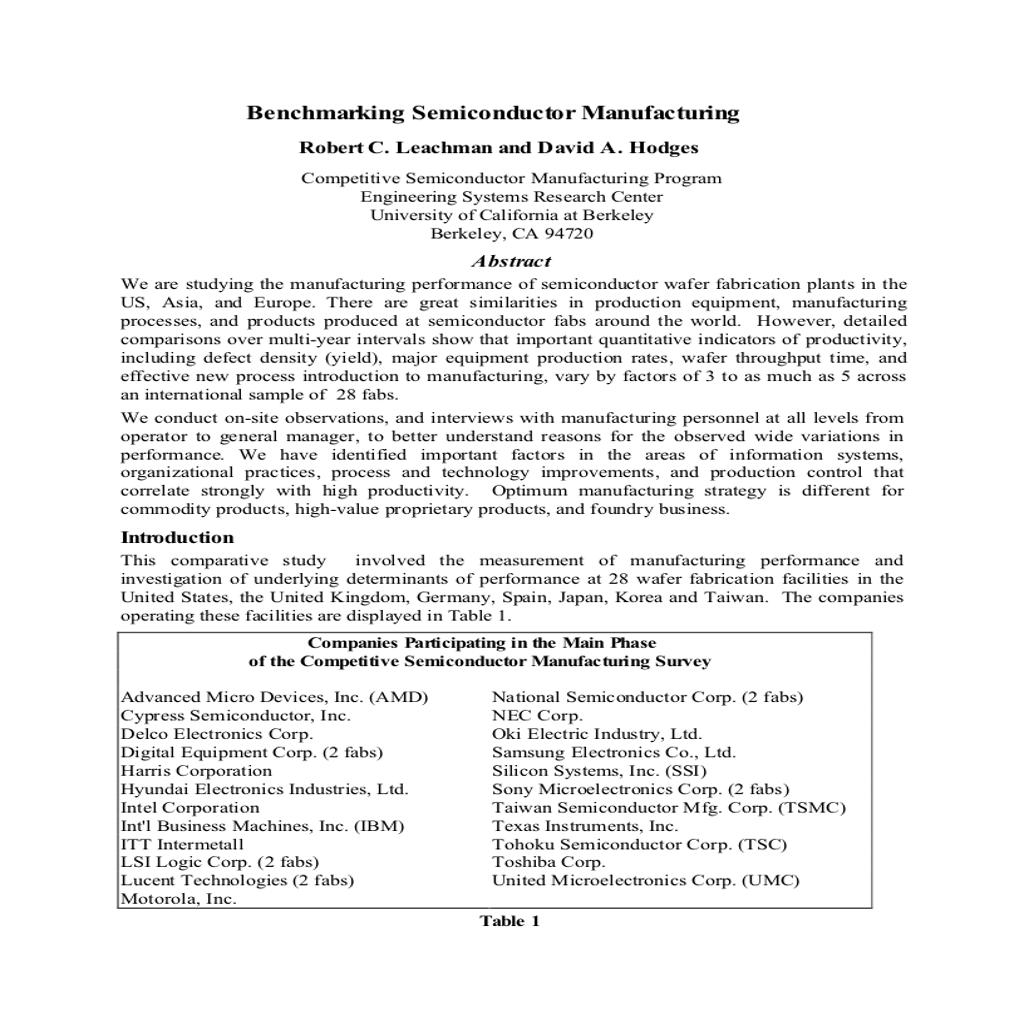 Benchmarking Semiconductor Manufacturing
Robert C. Leachman and David A. Hodges
Competitive Semiconductor Manufacturing Program
Engineering Systems Research Center
University of California at Berkeley
Berkeley, CA 94720
Abstract
We are studying the manufacturing performance of semiconductor wafer fabrication plants in the
US, Asia, and Europe. There are great similarities in production equipment, manufacturing
processes, and products produced at semiconductor fabs around the world. However, detailed
comparisons over multi-year intervals show that important quantitative indicators of productivity,
including defect density (yield), major equipment production rates, wafer throughput time, and
effective new process introduction to manufacturing, vary by factors of 3 to as much as 5 across
an international sample of 28 fabs.
We conduct on-site observations, and interviews with manufacturing personnel at all levels from
operator to general manager, to better understand reasons for the observed wide variations in
performance. We have identified important factors in the areas of information systems,
organizational practices, process and technology improvements, and production control that
correlate strongly with high productivity. Optimum manufacturing strategy is different for
commodity products, high-value proprietary products, and foundry business.
Introduction
This comparative study involved the measurement of manufacturing performance and
investigation of underlying determinants of performance at 28 wafer fabrication facilities in the
United States, the United Kingdom, Germany, Spain, Japan, Korea and Taiwan. The companies
operating these facilities are displayed in Table 1.
Companies Participating in the Main Phase
of the Competitive Semiconductor Manufacturing Survey
Advanced Micro Devices, Inc. (AMD)
Cypress Semiconductor, Inc.
Delco Electronics Corp.
Digital Equipment Corp. (2 fabs)
Harris Corporation
Hyundai Electronics Industries, Ltd.
Intel Corporation
Int'l Business Machines, Inc. (IBM)
ITT Intermetall
LSI Logic Corp. (2 fabs)
Lucent Technologies (2 fabs)
Motorola, Inc.
National Semiconductor Corp. (2 fabs)
NEC Corp.
Oki Electric Industry, Ltd.
Samsung Electronics Co., Ltd.
Silicon Systems, Inc. (SSI)
Sony Microelectronics Corp. (2 fabs)
Taiwan Semiconductor Mfg. Corp. (TSMC)
Texas Instruments, Inc.
Tohoku Semiconductor Corp. (TSC)
Toshiba Corp.
United Microelectronics Corp. (UMC)
Table 1